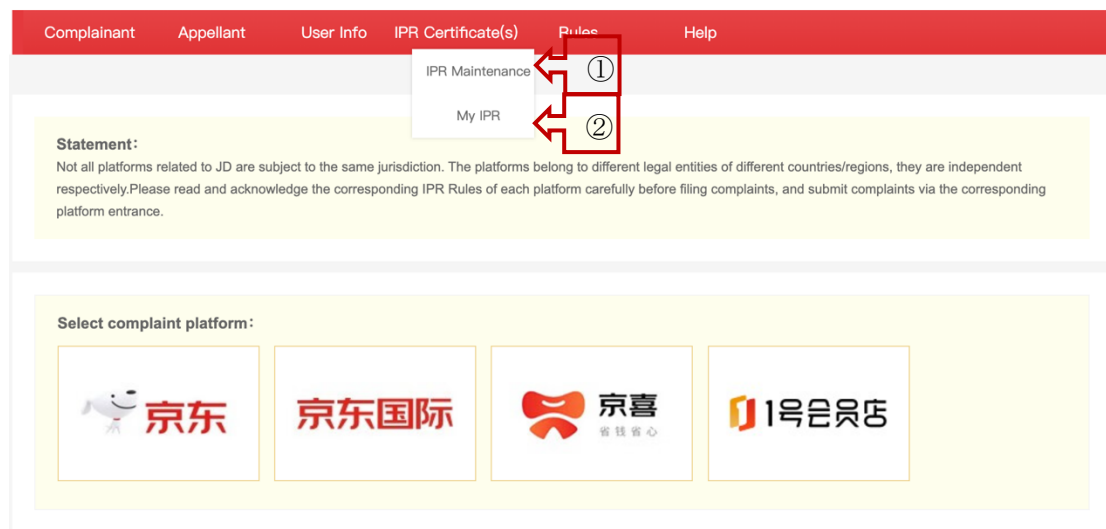 Complainant Appellant User Info IPR Certificate(s) Rules Help
IPR Maintenance ①
My IPR ②
Statement：
Not all platforms related to JD are subject to the same jurisdiction. The platforms belong to different legal entities of different countries/regions, they are independent
respectively.Please read and acknowledge the corresponding IPR Rules of each platform carefully before filing complaints, and submit complaints via the corresponding
platform entrance.
Select complaint platform：
京东 京东国际 京喜 1号会员店
省钱省心